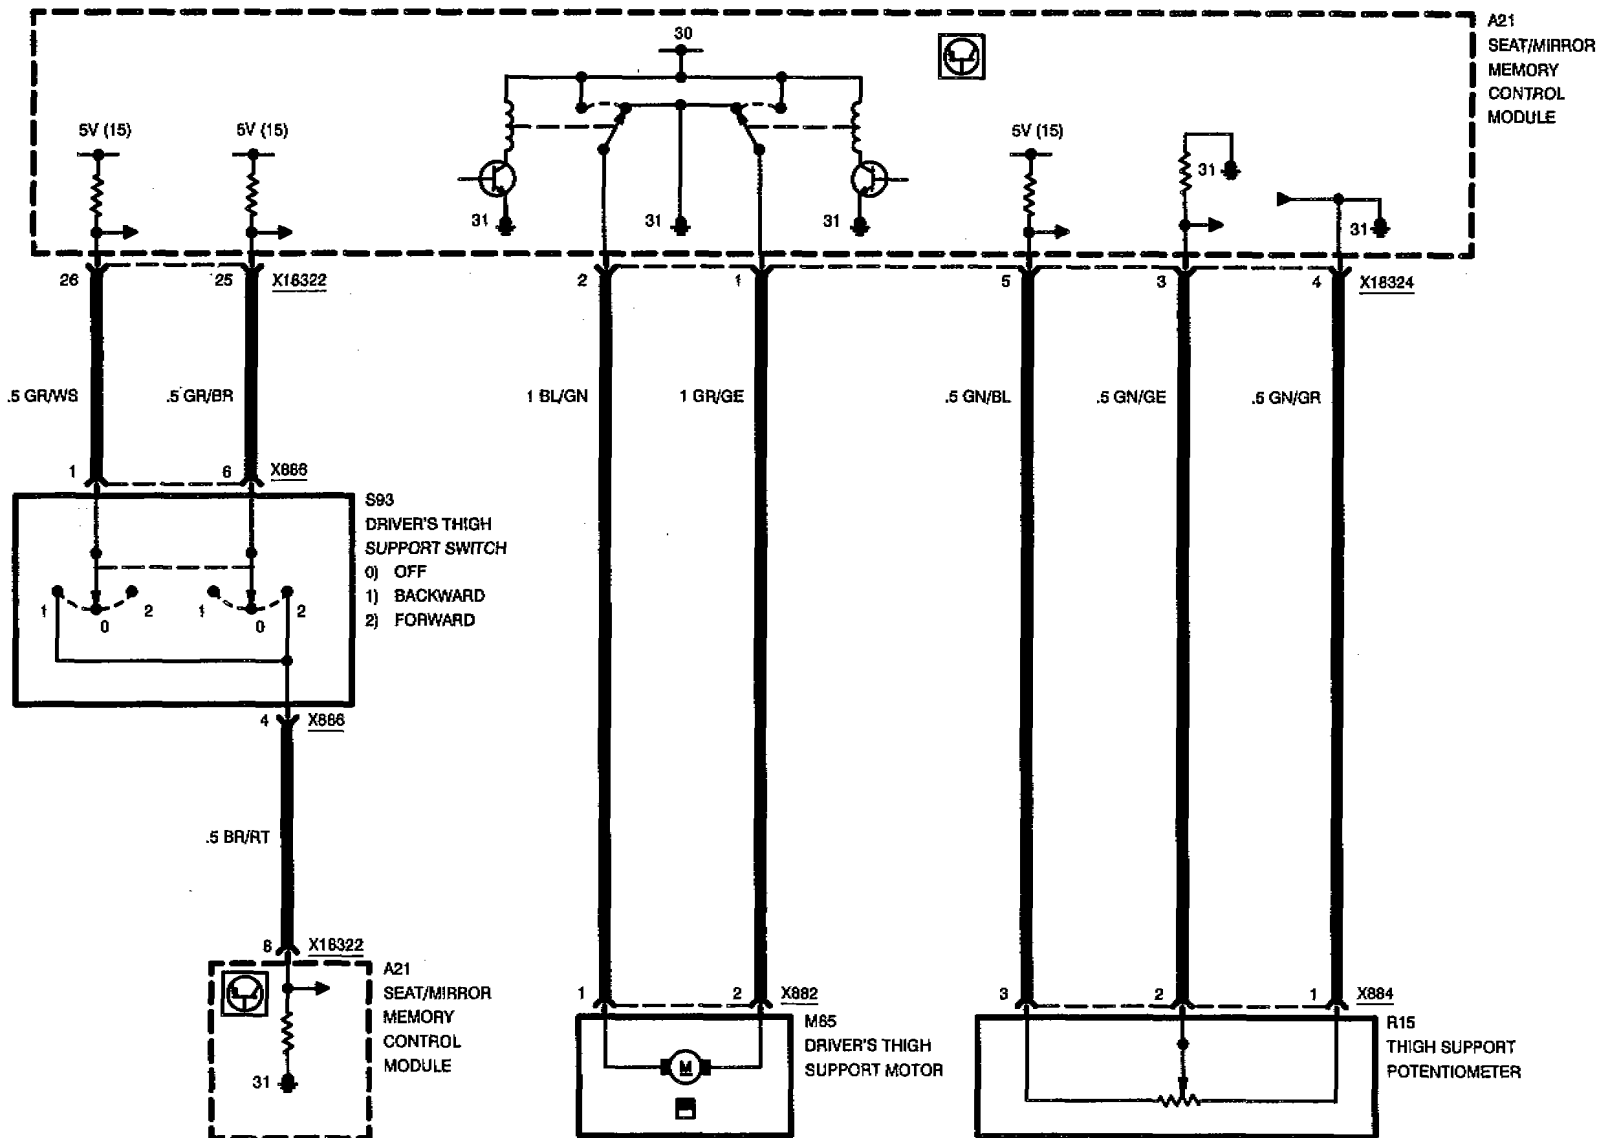 A21
SEAT/MIRROR
MEMORY
CONTROL
MODULE
30
5V (15)
5V (15)
5V (15)
31
31
31
31
31
26
25
X18322
2
1
5
3
4
X18324
.5 GR/WS
.5 GR/BR
1 BL/GN
1 GR/GE
.5 GN/BL
.5 GN/GE
.5 GN/GR
1
6
X886
S93
DRIVER'S THIGH
SUPPORT SWITCH
0) OFF
1) BACKWARD
2) FORWARD
1
0
2
1
0
2
4
X886
.5 BR/RT
8
X18322
A21
SEAT/MIRROR
MEMORY
CONTROL
MODULE
31
1
2
X882
M65
DRIVER'S THIGH
SUPPORT MOTOR
M
3
2
1
X884
R15
THIGH SUPPORT
POTENTIOMETER